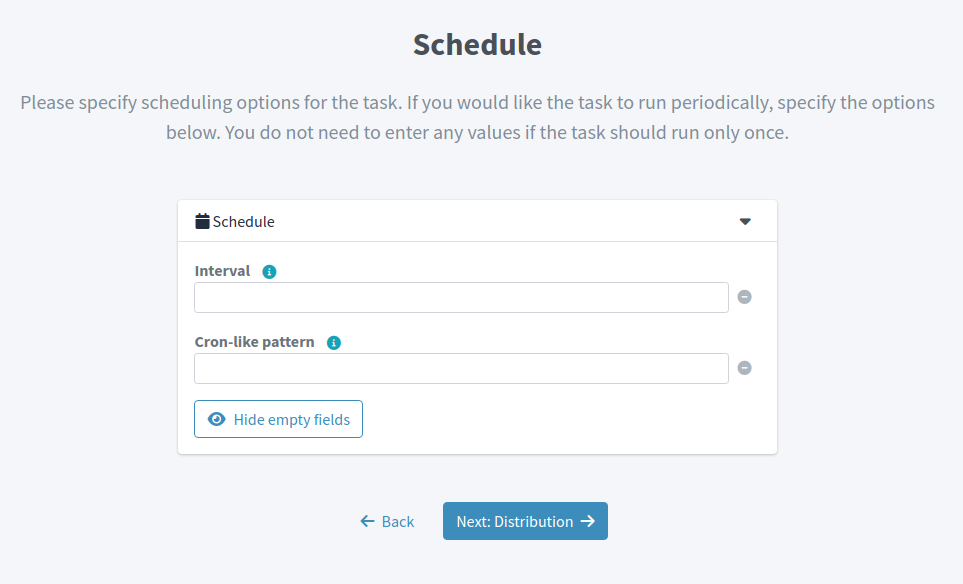 Schedule
Please specify scheduling options for the task. If you would like the task to run periodically, specify the options
below. You do not need to enter any values if the task should run only once.
Schedule
Interval
Cron-like pattern
Hide empty fields
Back
Next: Distribution